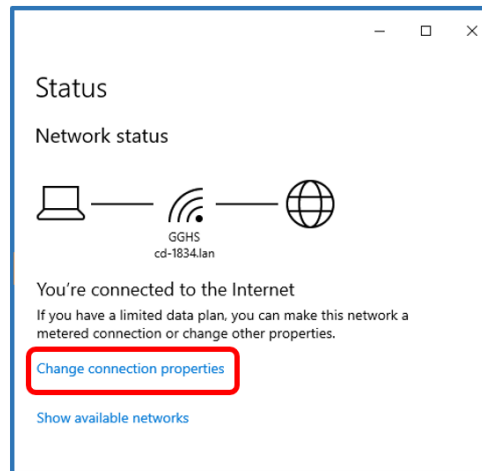 Status
Network status
GGHS
cd-1834.lan
You're connected to the Internet
If you have a limited data plan, you can make this network a
metered connection or change other properties.
Change connection properties
Show available networks